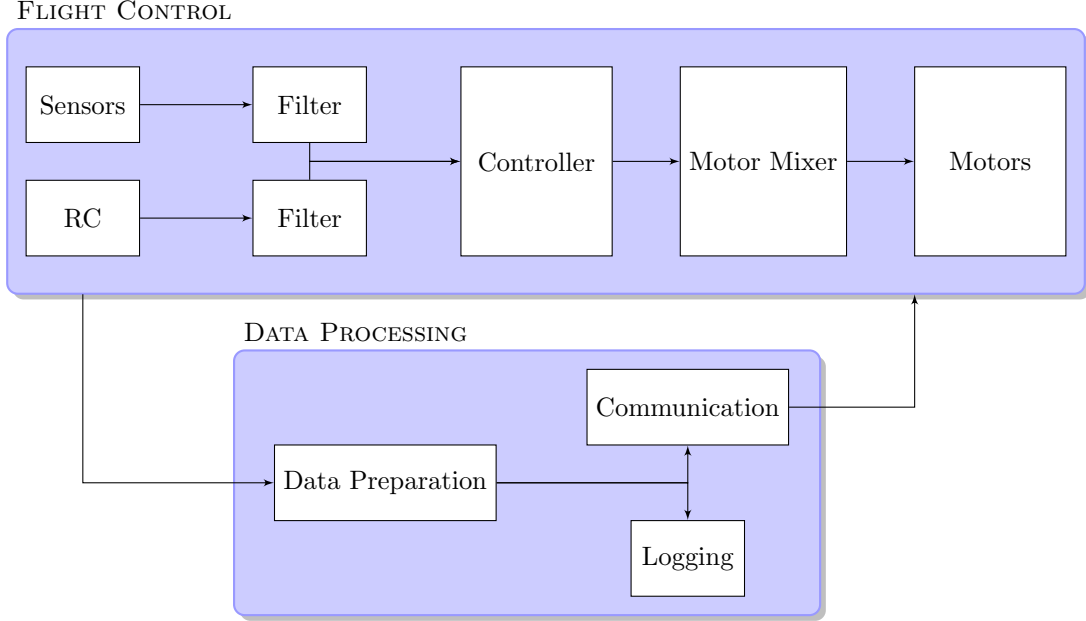 Flight Control
Sensors
Filter
Controller
Motor Mixer
Motors
RC
Filter
Data Processing
Communication
Data Preparation
Logging